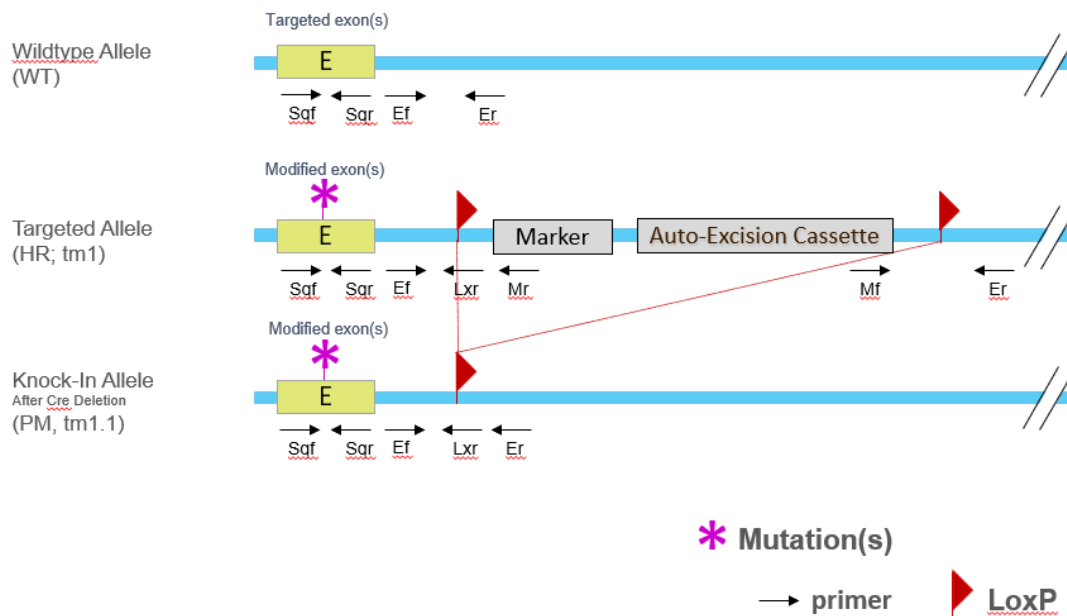 Targeted exon(s)
Wildtype Allele
(WT)
E
Sqf Sqr Ef Er
Modified exon(s)
Targeted Allele
(HR; tm1)
E Marker Auto-Excision Cassette
Sqf Sqr Ef Lxr Mr Mf Er
Modified exon(s)
Knock-In Allele
After Cre Deletion
(PM, tm1.1)
E
Sqf Sqr Ef Lxr Er
Mutation(s)
primer LoxP